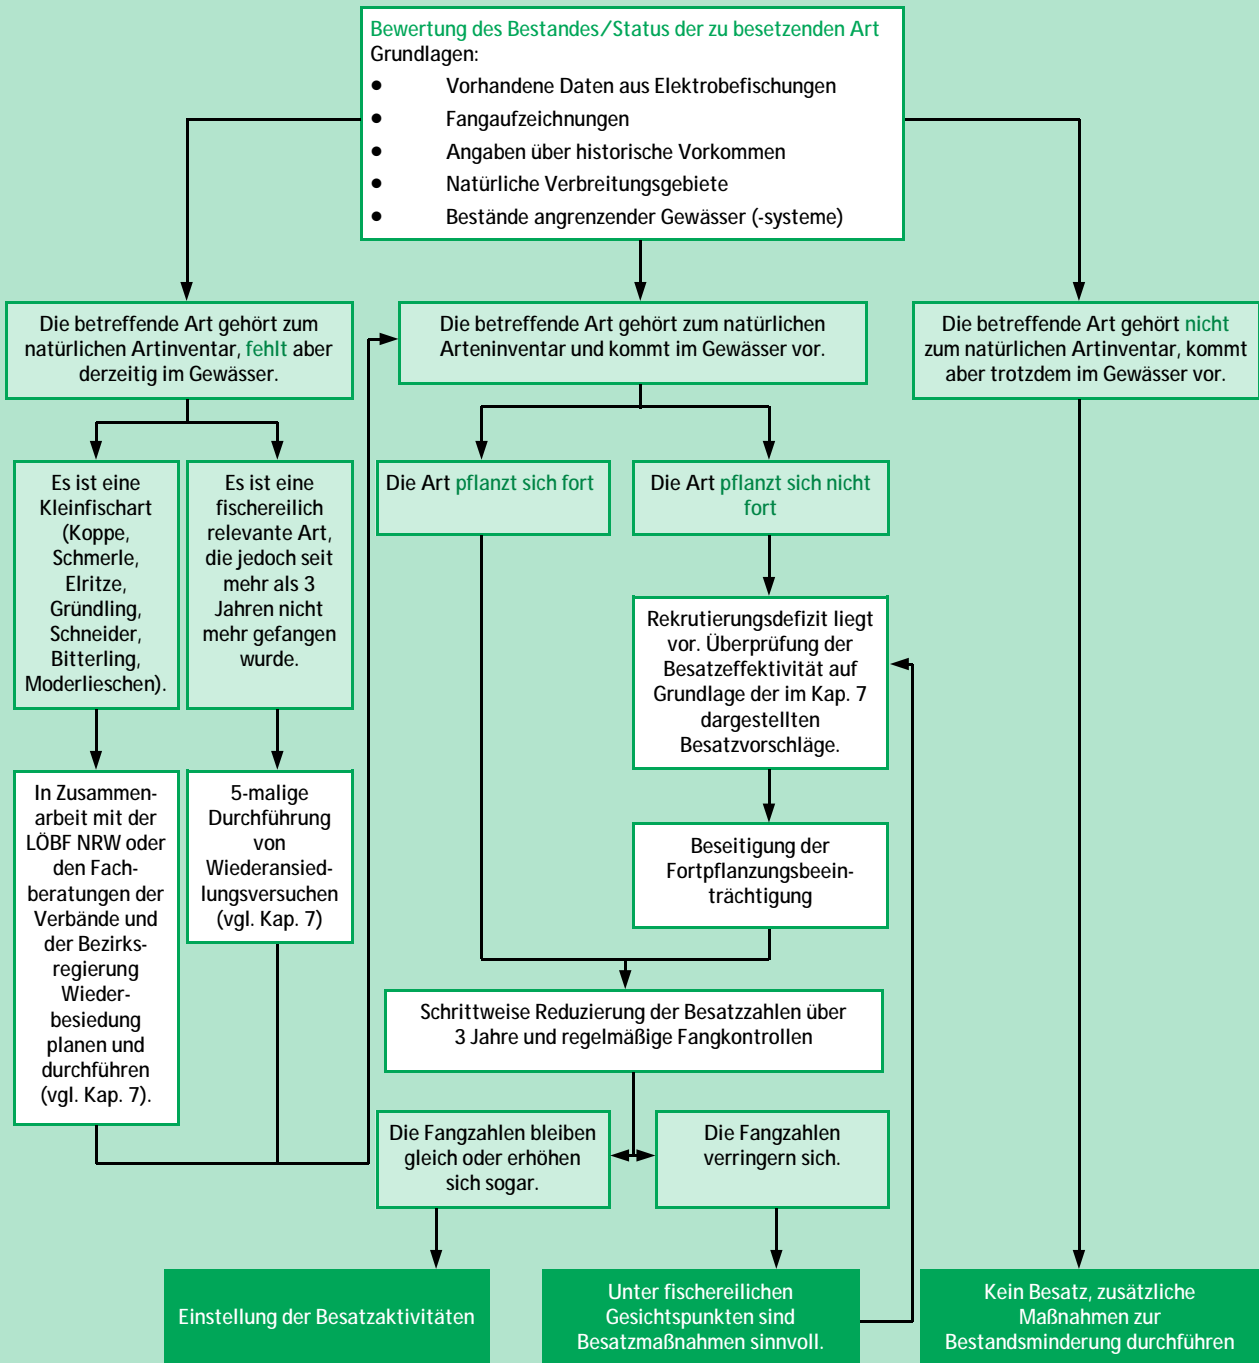 Bewertung des Bestandes/Status der zu besetzenden Art
Grundlagen:
• Vorhandene Daten aus Elektrobefischungen
• Fangaufzeichnungen
• Angaben über historische Vorkommen
• Natürliche Verbreitungsgebiete
• Bestände angrenzender Gewässer (-systeme)
Die betreffende Art gehört zum
natürlichen Artinventar, fehlt aber
derzeitig im Gewässer.
Die betreffende Art gehört zum natürlichen
Arteninventar und kommt im Gewässer vor.
Die betreffende Art gehört nicht
zum natürlichen Artinventar, kommt
aber trotzdem im Gewässer vor.
Es ist eine
Kleinfischart
(Koppe,
Schmerle,
Elritze,
Gründling,
Schneider,
Bitterling,
Moderlieschen).
Es ist eine
fischereilich
relevante Art,
die jedoch seit
mehr als 3
Jahren nicht
mehr gefangen
wurde.
Die Art pflanzt sich fort
Die Art pflanzt sich nicht
fort
Rekrutierungsdefizit liegt
vor. Überprüfung der
Besatzeffektivität auf
Grundlage der im Kap. 7
dargestellten
Besatzvorschläge.
In Zusammen-
arbeit mit der
LÖBF NRW oder
den Fach-
beratungen der
Verbände und
der Bezirks-
regierung
Wieder-
besiedung
planen und
durchführen
(vgl. Kap. 7).
5-malige
Durchführung
von
Wiederansied-
lungsversuchen
(vgl. Kap. 7)
Beseitigung der
Fortpflanzungsbeein-
trächtigung
Schrittweise Reduzierung der Besatzzahlen über
3 Jahre und regelmäßige Fangkontrollen
Die Fangzahlen bleiben
gleich oder erhöhen
sich sogar.
Die Fangzahlen
verringern sich.
Einstellung der Besatzaktivitäten
Unter fischereilichen
Gesichtspunkten sind
Besatzmaßnahmen sinnvoll.
Kein Besatz, zusätzliche
Maßnahmen zur
Bestandsminderung durchführen